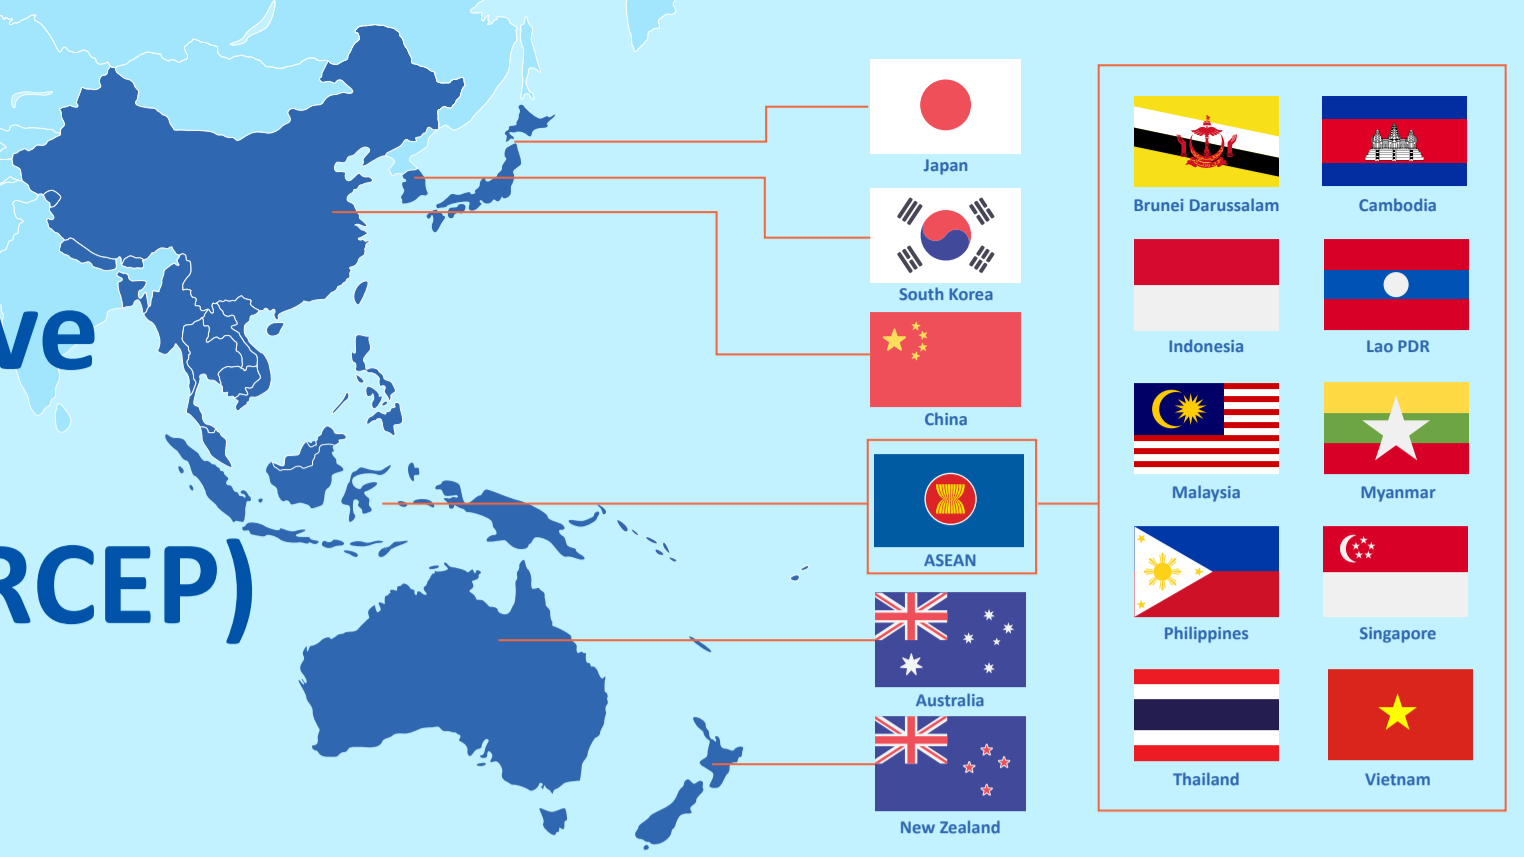 ve
RCEP)
Japan
South Korea
China
ASEAN
Australia
New Zealand
Brunei Darussalam
Cambodia
Indonesia
Lao PDR
Malaysia
Myanmar
Philippines
Singapore
Thailand
Vietnam